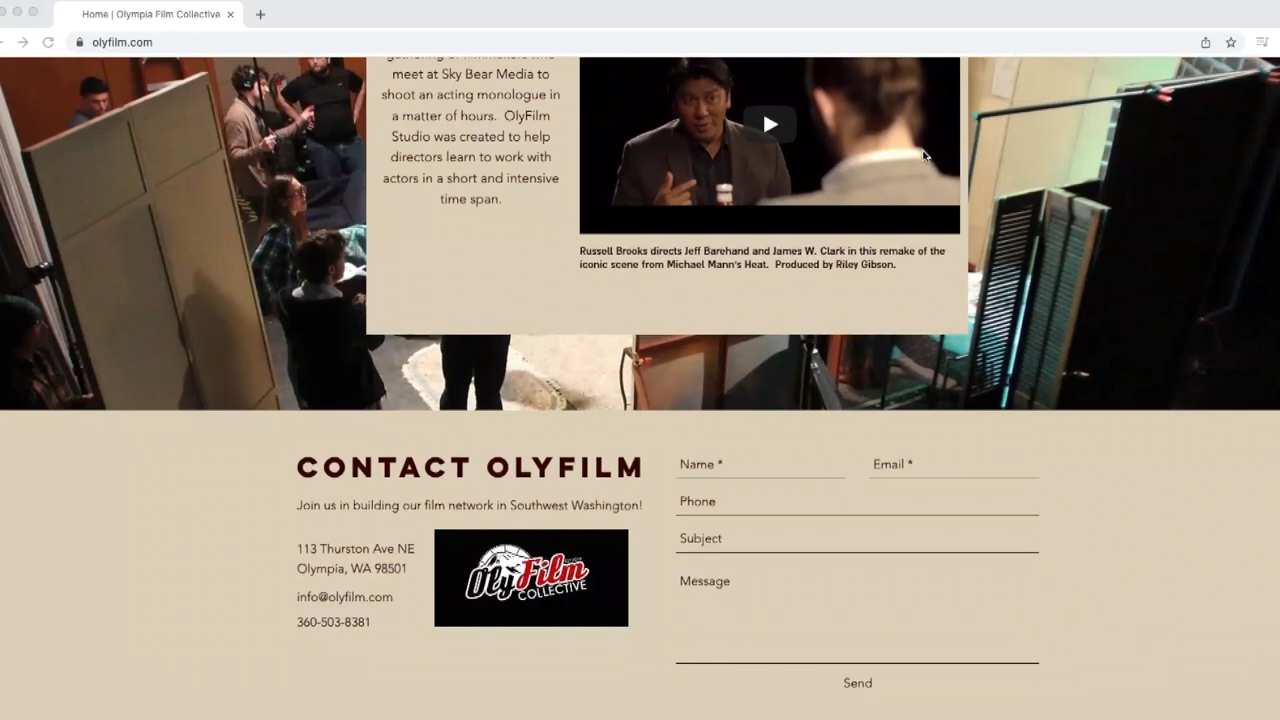 Home | Olympia Film Collective
olyfilm.com
meet at Sky Bear Media to
shoot an acting monologue in
a matter of hours.  OlyFilm
Studio was created to help
directors learn to work with
actors in a short and intensive
time span.
Russell Brooks directs Jeff Barehand and James W. Clark in this remake of the
iconic scene from Michael Mann's Heat.  Produced by Riley Gibson.
CONTACT OLYFILM
Join us in building our film network in Southwest Washington!
113 Thurston Ave NE
Olympia, WA 98501
info@olyfilm.com
360-503-8381
OlyFilm
COLLECTIVE
Name *
Email *
Phone
Subject
Message
Send